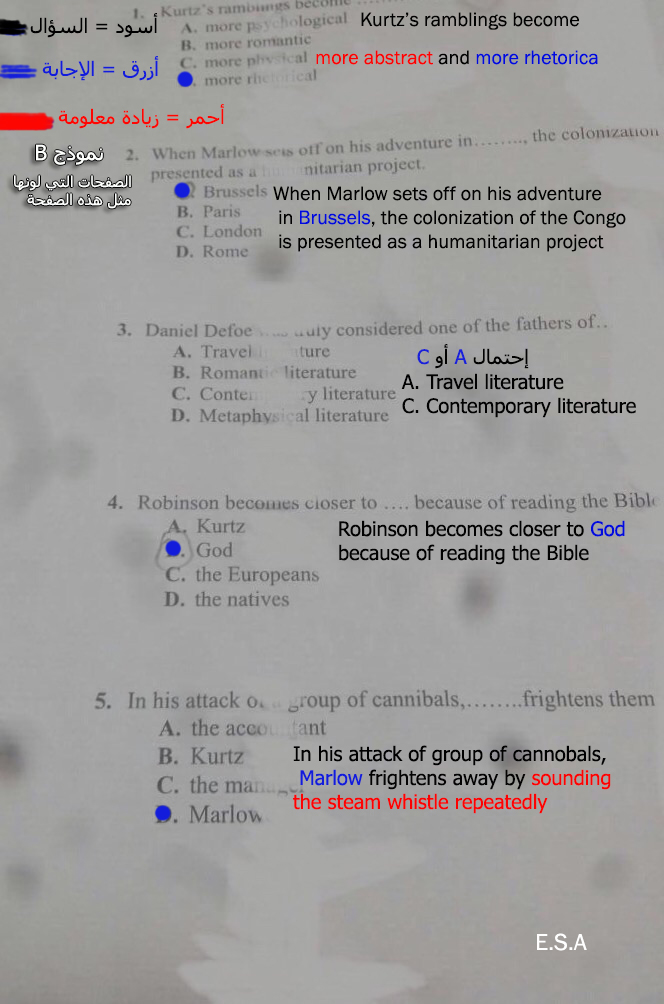 1. Kurtz's ramblings become
A. more psychological
B. more romantic
C. more physical
more rhetorical
Kurtz's ramblings become
more abstract and more rhetorica
أسود = السؤال
أزرق = الإجابة
أحمر = زيادة معلومة
نموذج B
الصفحات التي لونها
مثل هذه الصفحة
2. When Marlow sets off on his adventure in........, the colonization
presented as a humanitarian project.
Brussels
B. Paris
C. London
D. Rome
When Marlow sets off on his adventure
in Brussels, the colonization of the Congo
is presented as a humanitarian project
3. Daniel Defoe duly considered one of the fathers of..
A. Travel
B. Romantic literature
C. literature
D. Metaphysical literature
إحتمال A أو C
A. Travel literature
C. Contemporary literature
4. Robinson becomes closer to .... because of reading the Bible
A. Kurtz
God
C. the Europeans
D. the natives
Robinson becomes closer to God
because of reading the Bible
5. In his attack group of cannibals,........frightens them
A. the accountant
B. Kurtz
C. the manager
D. Marlow
In his attack of group of cannobals,
Marlow frightens away by sounding
the steam whistle repeatedly
E.S.A